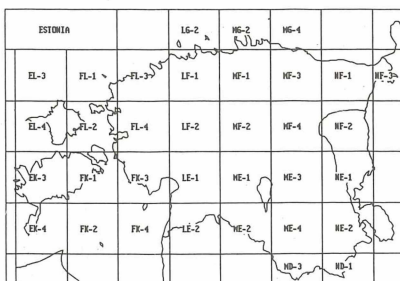 ESTONIA LG-2 MG-2 MG-4
EL-3 FL-1 FL-3 LF-1 MF-1 MF-3 NF-1 NF-3
EL-4 FL-2 FL-4 LF-2 MF-2 MF-4 NF-2
EK-3 FK-1 FK-3 LE-1 ME-1 ME-3 NE-1
EK-4 FK-2 FK-4 LE-2 ME-2 ME-4 NE-2
MD-3 ND-1